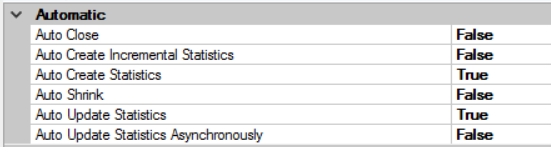 Automatic
Auto Close False
Auto Create Incremental Statistics False
Auto Create Statistics True
Auto Shrink False
Auto Update Statistics True
Auto Update Statistics Asynchronously False